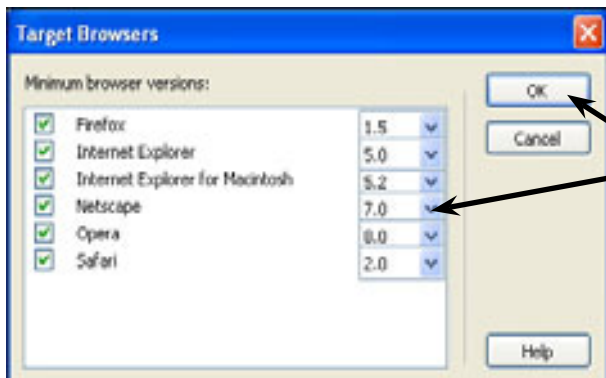 Target Browsers
Minimum browser versions:
OK
Firefox 1.5
Cancel
Internet Explorer 5.0
Internet Explorer for Macintosh 5.2
Netscape 7.0
Opera 8.0
Safari 2.0
Help